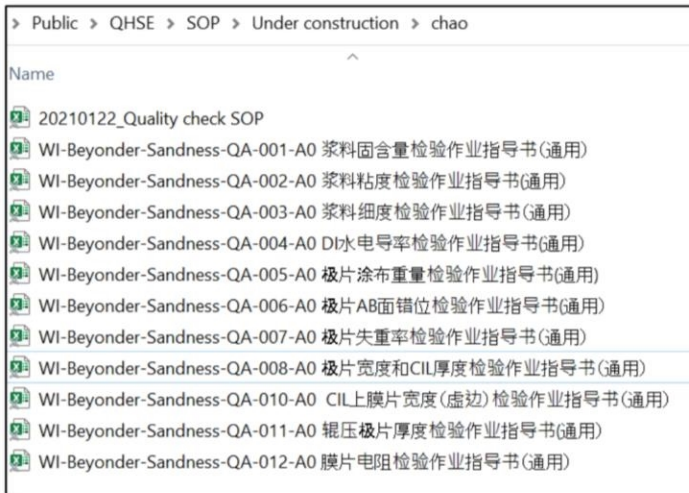 > Public > QHSE > SOP > Under construction > chao
Name
20210122_Quality check SOP
WI-Beyonder-Sandness-QA-001-A0 浆料固含量检验作业指导书(通用)
WI-Beyonder-Sandness-QA-002-A0 浆料粘度检验作业指导书(通用)
WI-Beyonder-Sandness-QA-003-A0 浆料细度检验作业指导书(通用)
WI-Beyonder-Sandness-QA-004-A0 DI水电导率检验作业指导书(通用)
WI-Beyonder-Sandness-QA-005-A0 极片涂布重量检验作业指导书(通用)
WI-Beyonder-Sandness-QA-006-A0 极片AB面错位检验作业指导书(通用)
WI-Beyonder-Sandness-QA-007-A0 极片失重率检验作业指导书(通用)
WI-Beyonder-Sandness-QA-008-A0 极片宽度和CIL厚度检验作业指导书(通用)
WI-Beyonder-Sandness-QA-010-A0 CIL上膜片宽度(虚边)检验作业指导书(通用)
WI-Beyonder-Sandness-QA-011-A0 辊压极片厚度检验作业指导书(通用)
WI-Beyonder-Sandness-QA-012-A0 膜片电阻检验作业指导书(通用)